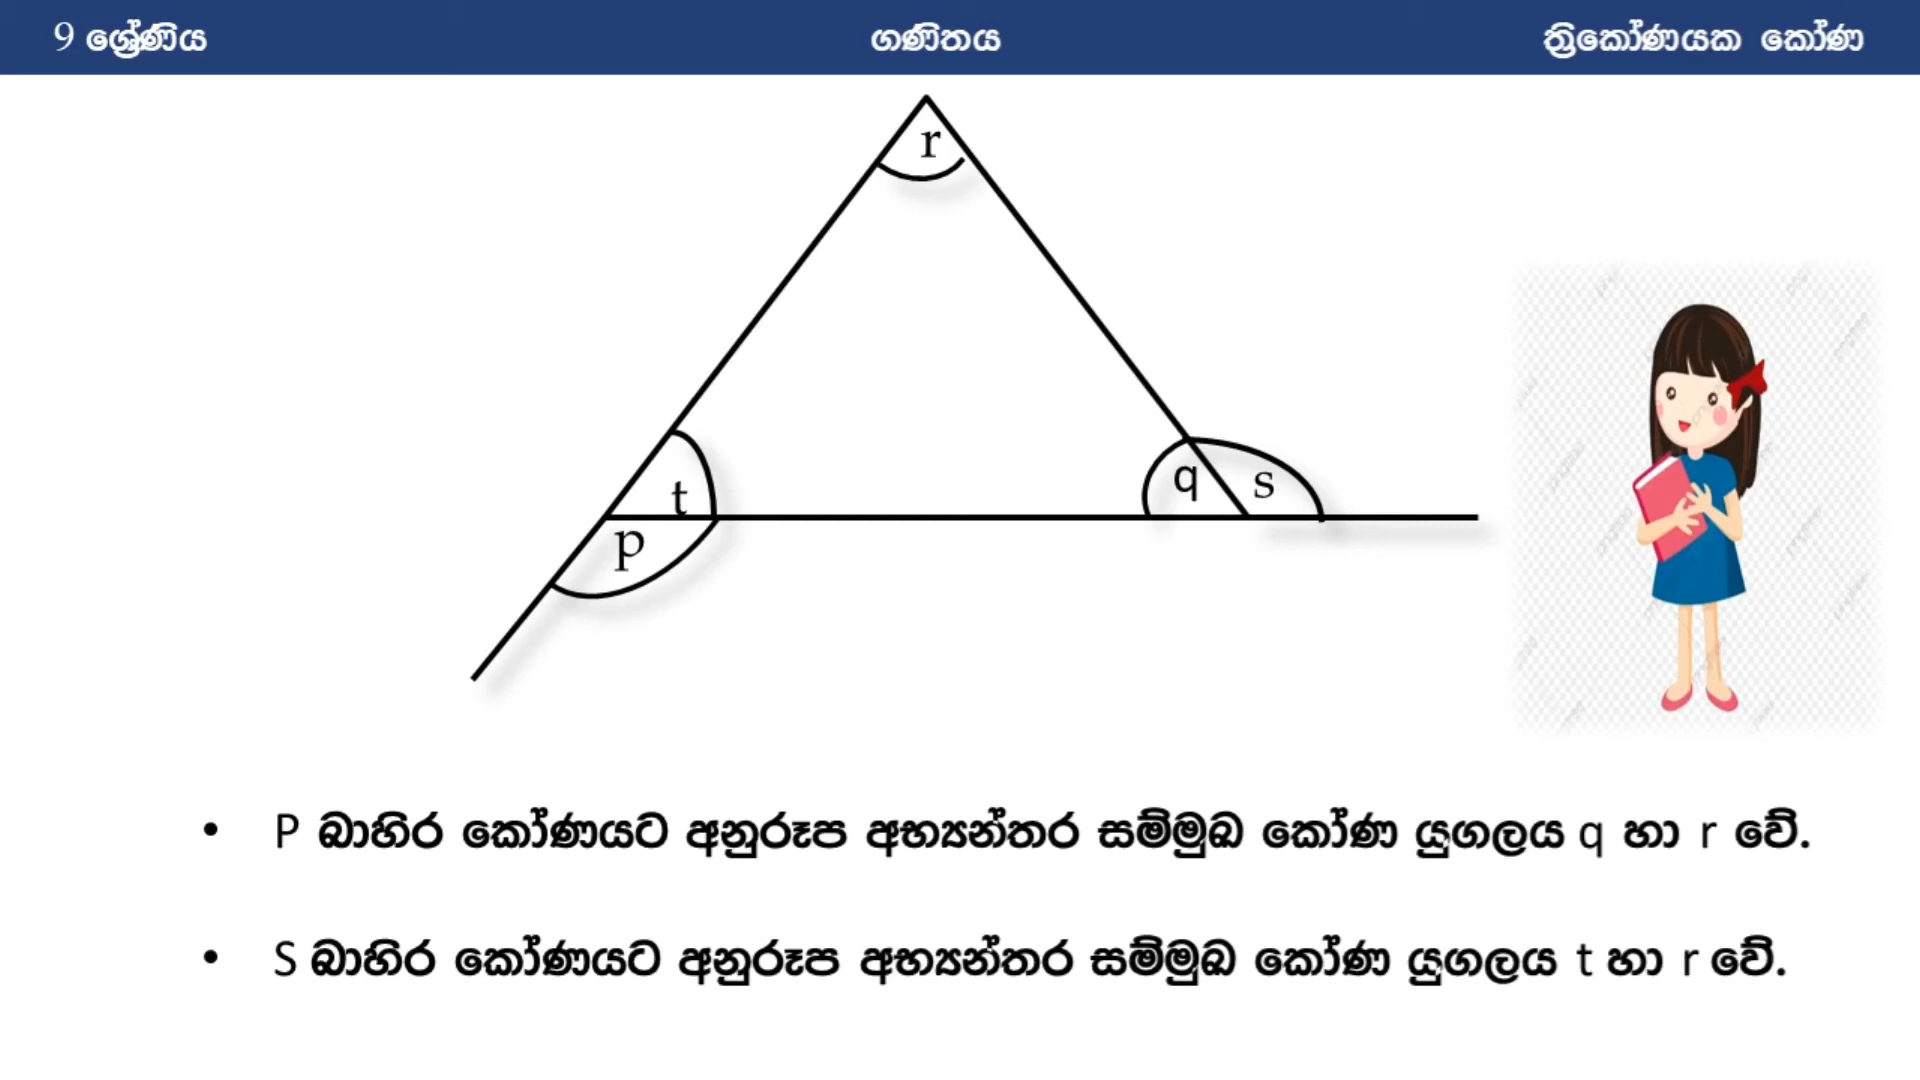 9 ශ්‍රේණිය
ගණිතය
ත්‍රිකෝණයක කෝණ
r
t
q
s
p
• P බාහිර කෝණයට අනුරූප අභ්‍යන්තර සම්මුඛ කෝණ යුගලය q හා r වේ.
• S බාහිර කෝණයට අනුරූප අභ්‍යන්තර සම්මුඛ කෝණ යුගලය t හා r වේ.